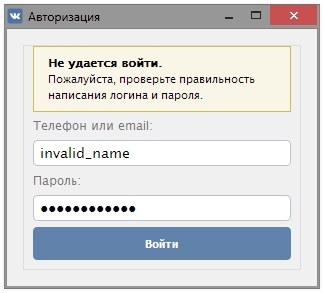 Авторизация
Не удается войти.
Пожалуйста, проверьте правильность
написания логина и пароля.
Телефон или email:
invalid_name
Пароль:
●●●●●●●●●●●●
Войти